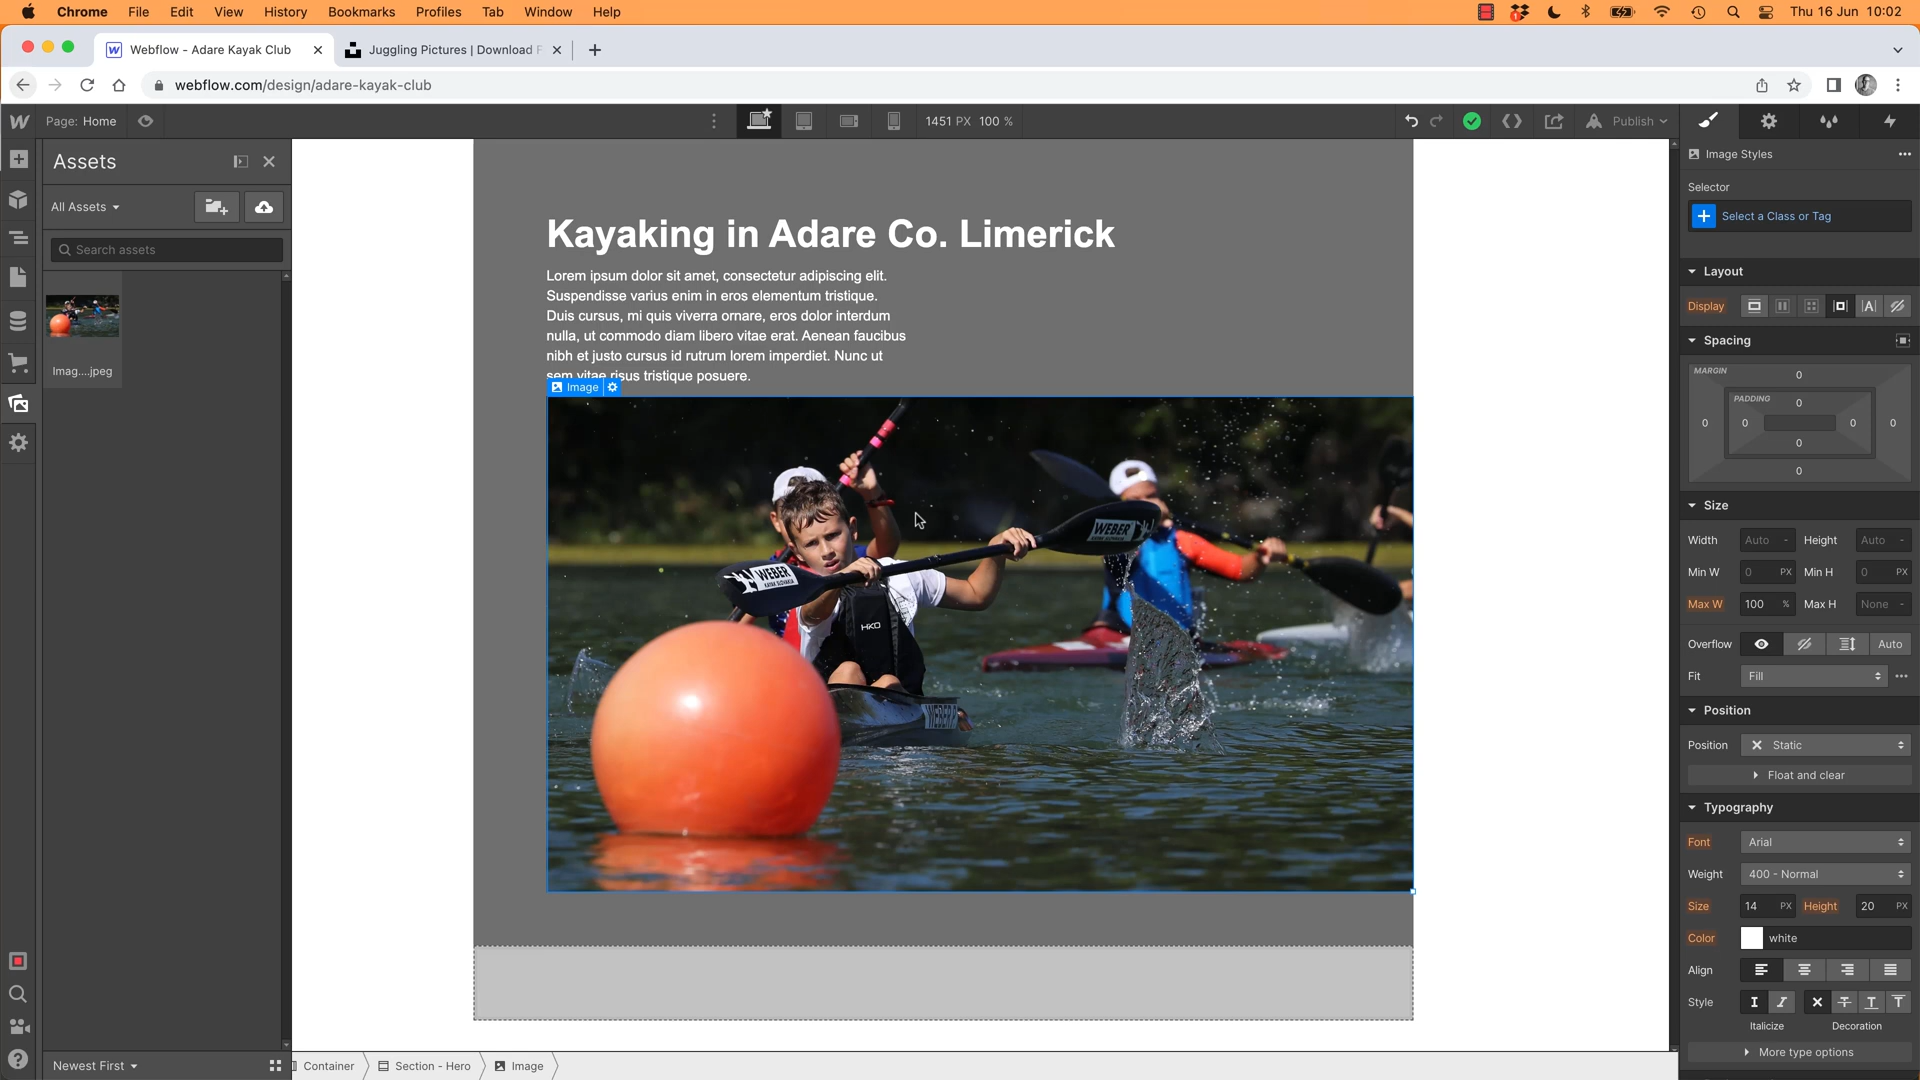 Chrome File Edit View History Bookmarks Profiles Tab Window Help
Thu 16 Jun 10:02
Webflow - Adare Kayak Club
Juggling Pictures | Download F
webflow.com/design/adare-kayak-club
Page: Home
1451 PX 100 %
Publish
Assets
All Assets
Search assets
Imag....jpeg
Newest First
Kayaking in Adare Co. Limerick
Lorem ipsum dolor sit amet, consectetur adipiscing elit.
Suspendisse varius enim in eros elementum tristique.
Duis cursus, mi quis viverra ornare, eros dolor interdum
nulla, ut commodo diam libero vitae erat. Aenean faucibus
nibh et justo cursus id rutrum lorem imperdiet. Nunc ut
sem vitae risus tristique posuere.
Image
WEBER
WEBER
KAYAK SLOVAKIA
HKO
WEBER
Container Section - Hero Image
Image Styles
Selector
Select a Class or Tag
Layout
Display
Spacing
MARGIN
0
PADDING
0
0 0 0 0
0
0
Size
Width Auto - Height Auto -
Min W 0 PX Min H 0 PX
Max W 100 % Max H None -
Overflow Auto
Fit Fill
Position
Position Static
Float and clear
Typography
Font Arial
Weight 400 - Normal
Size 14 PX Height 20 PX
Color white
Align
Style
Italicize Decoration
More type options